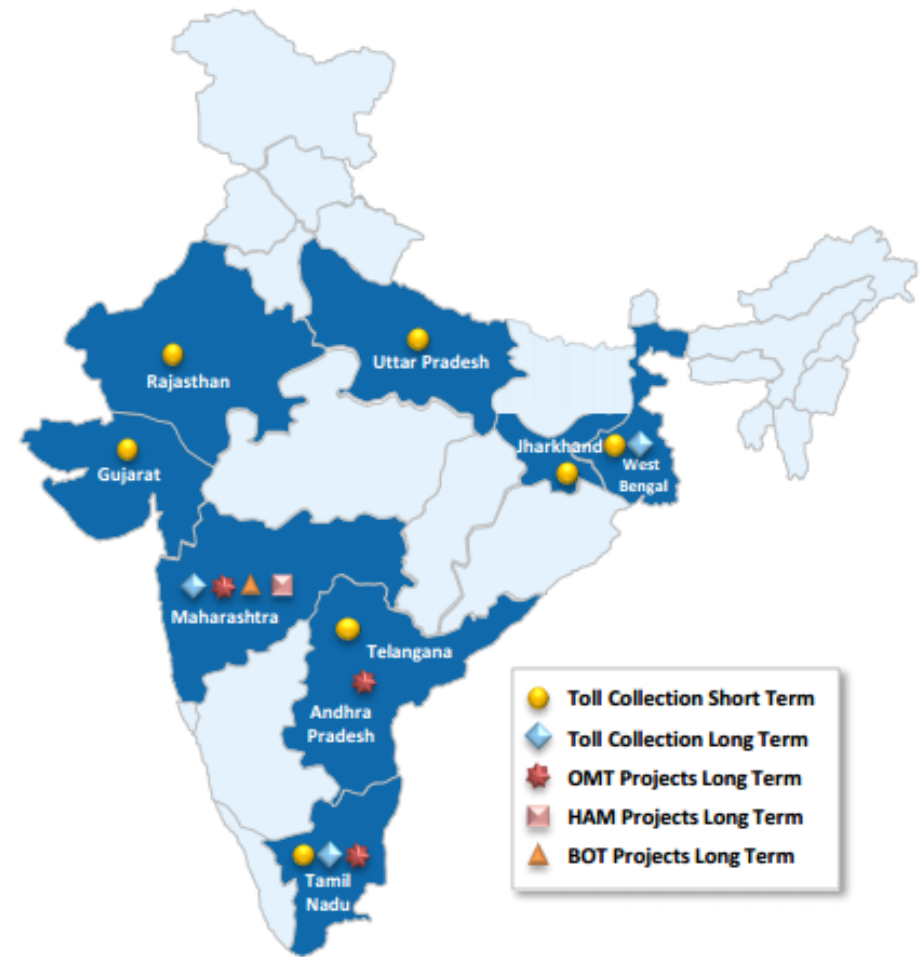 Rajasthan
Uttar Pradesh
Gujarat
Jharkhand
West
Bengal
Maharashtra
Telangana
Andhra
Pradesh
Tamil
Nadu
Toll Collection Short Term
Toll Collection Long Term
OMT Projects Long Term
HAM Projects Long Term
BOT Projects Long Term